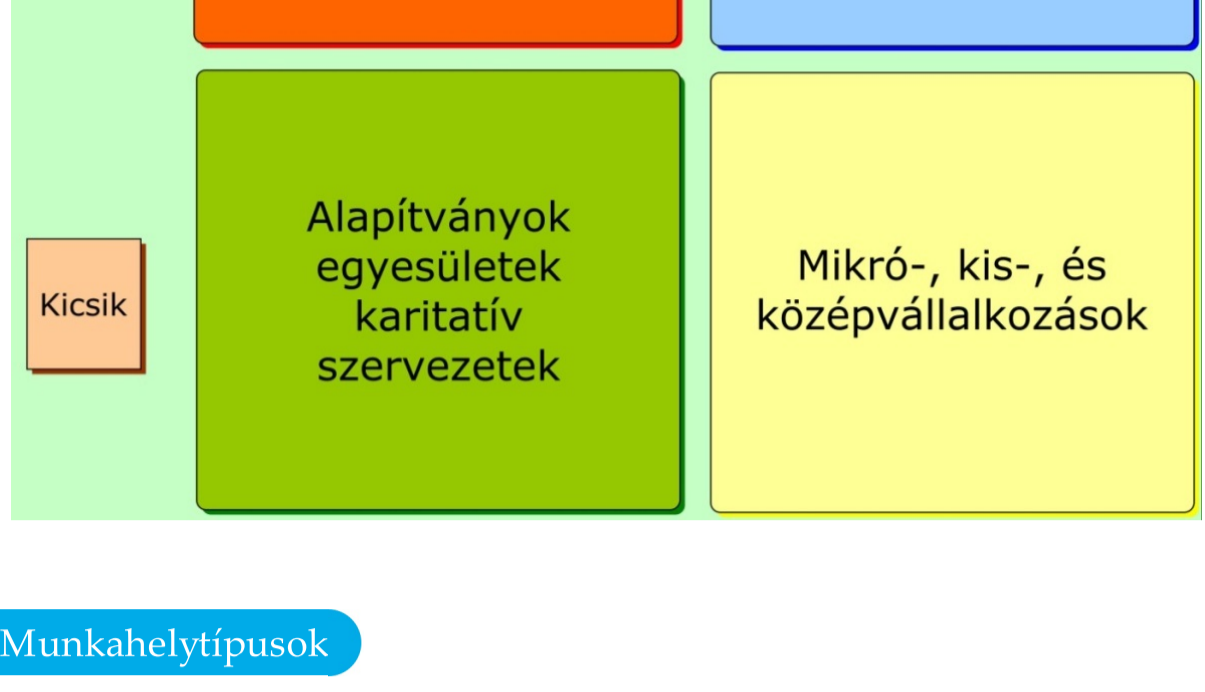 Kicsik
Alapítványok
egyesületek
karitatív
szervezetek
Mikró-, kis-, és
középvállalkozások
Munkahelytípusok